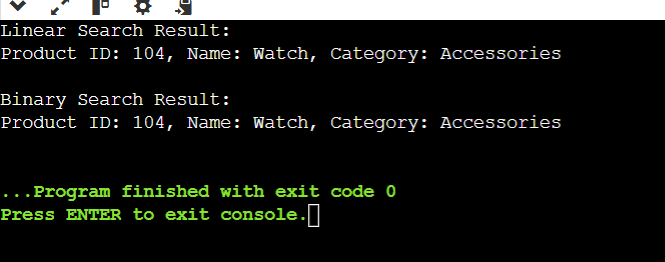 Linear Search Result:
Product ID: 104, Name: Watch, Category: Accessories
Binary Search Result:
Product ID: 104, Name: Watch, Category: Accessories
...Program finished with exit code 0
Press ENTER to exit console.